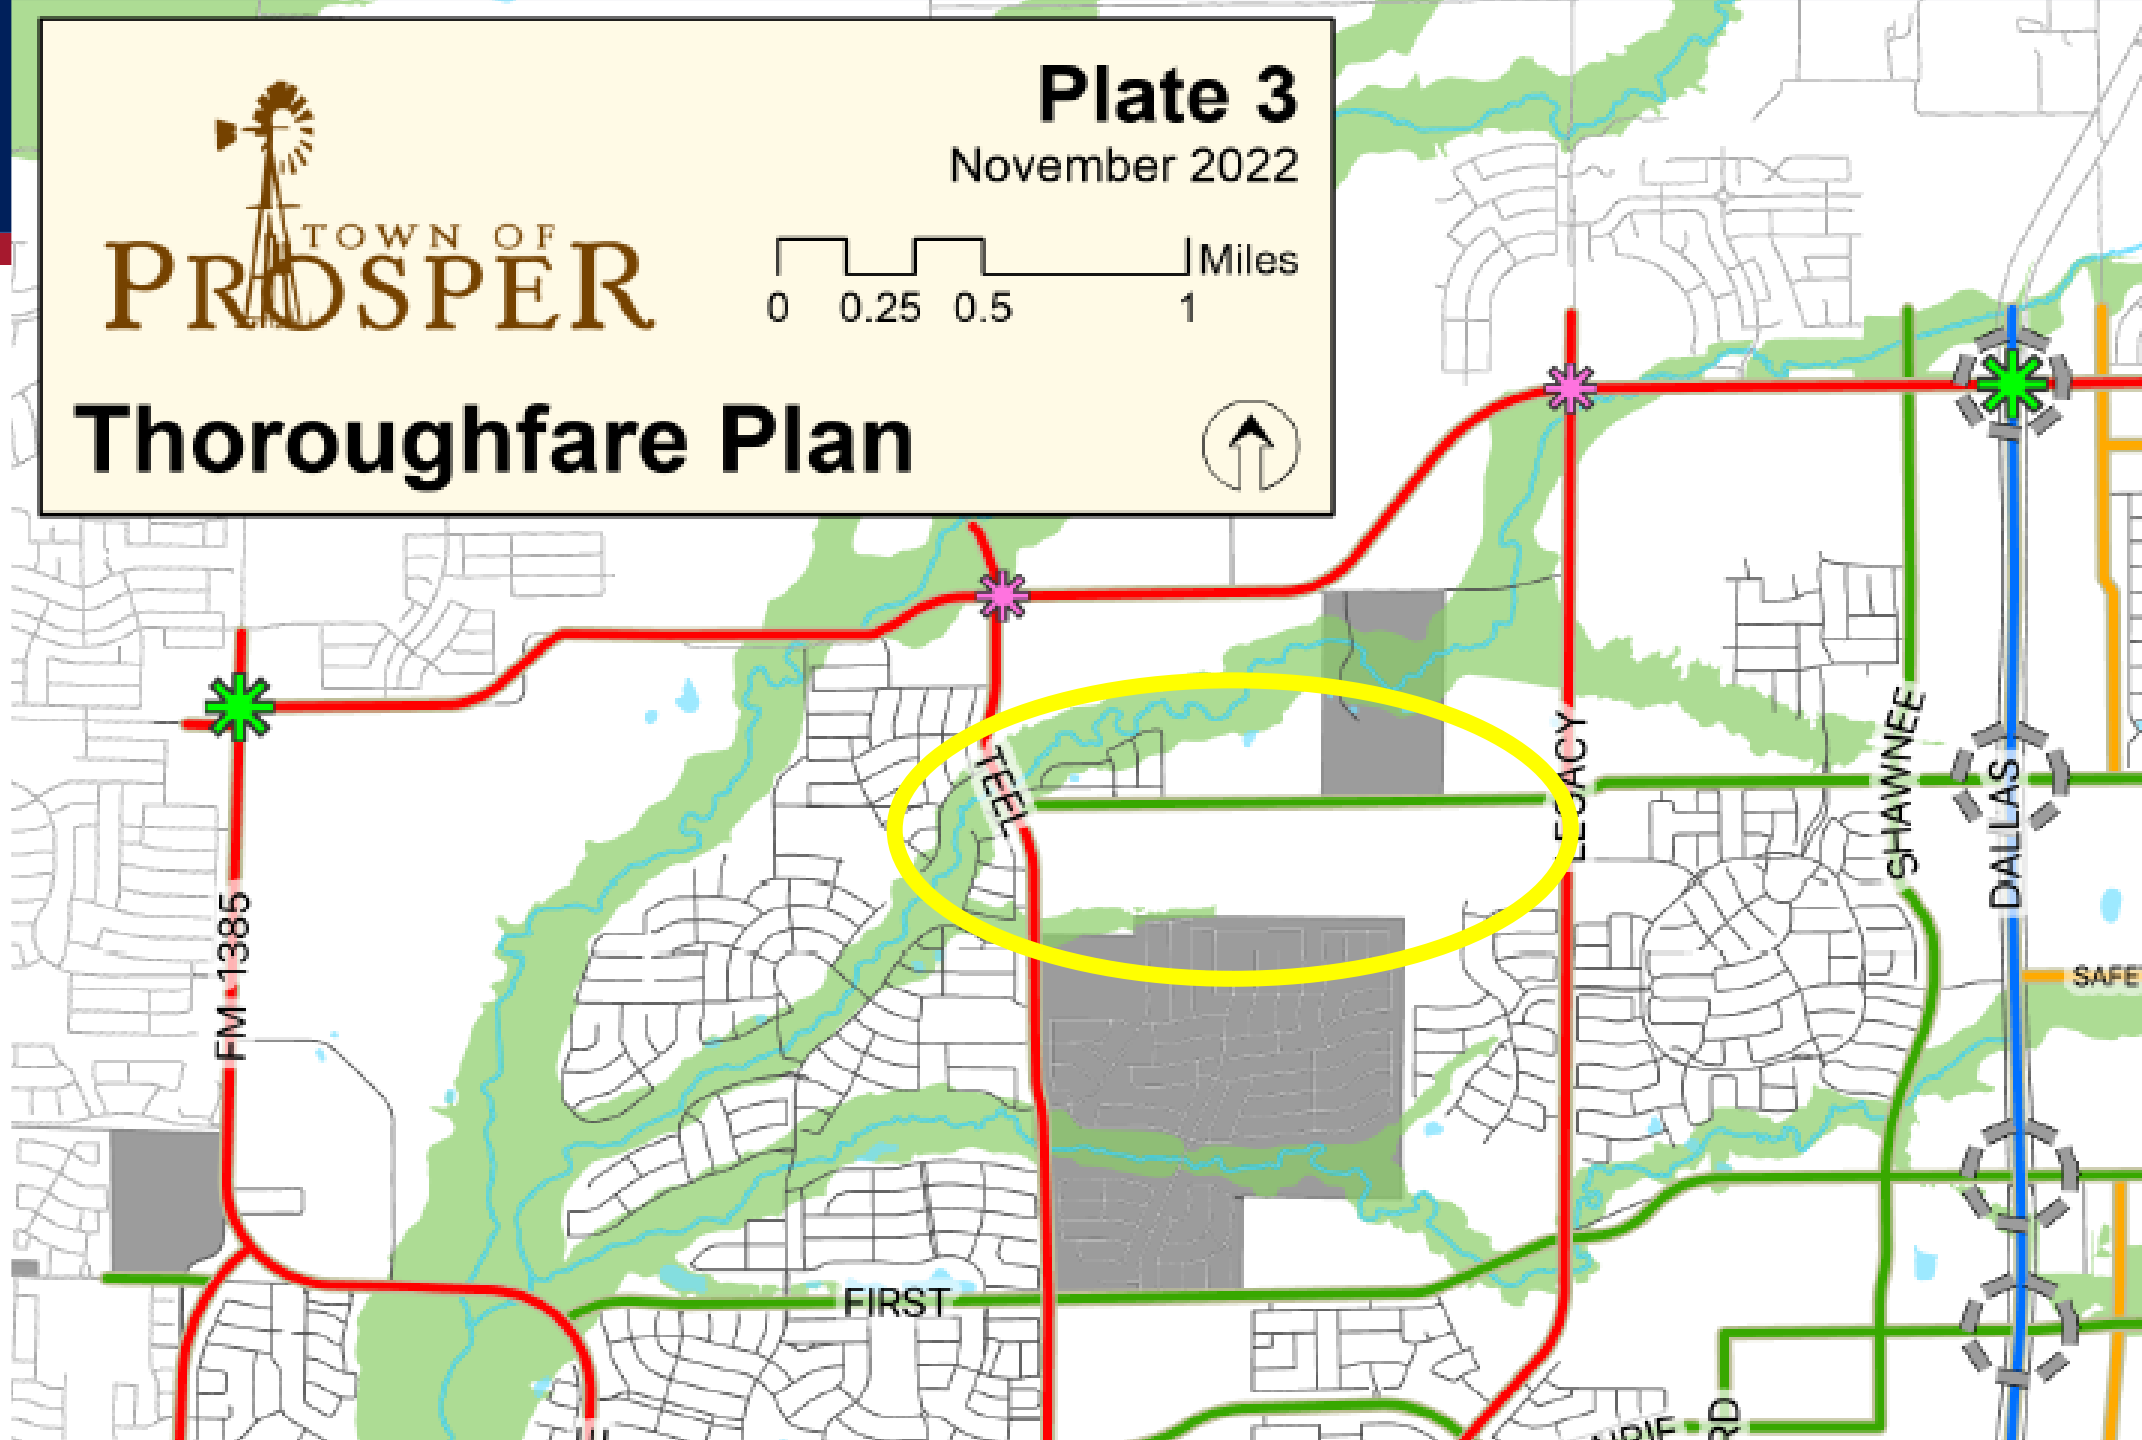 Plate 3
November 2022
TOWN OF
PROSPER
Miles
0 0.25 0.5 1
Thoroughfare Plan
TEEL
LEGACY
SHAWNEE
DALLAS
FM 1385
SAFE
FIRST
RD